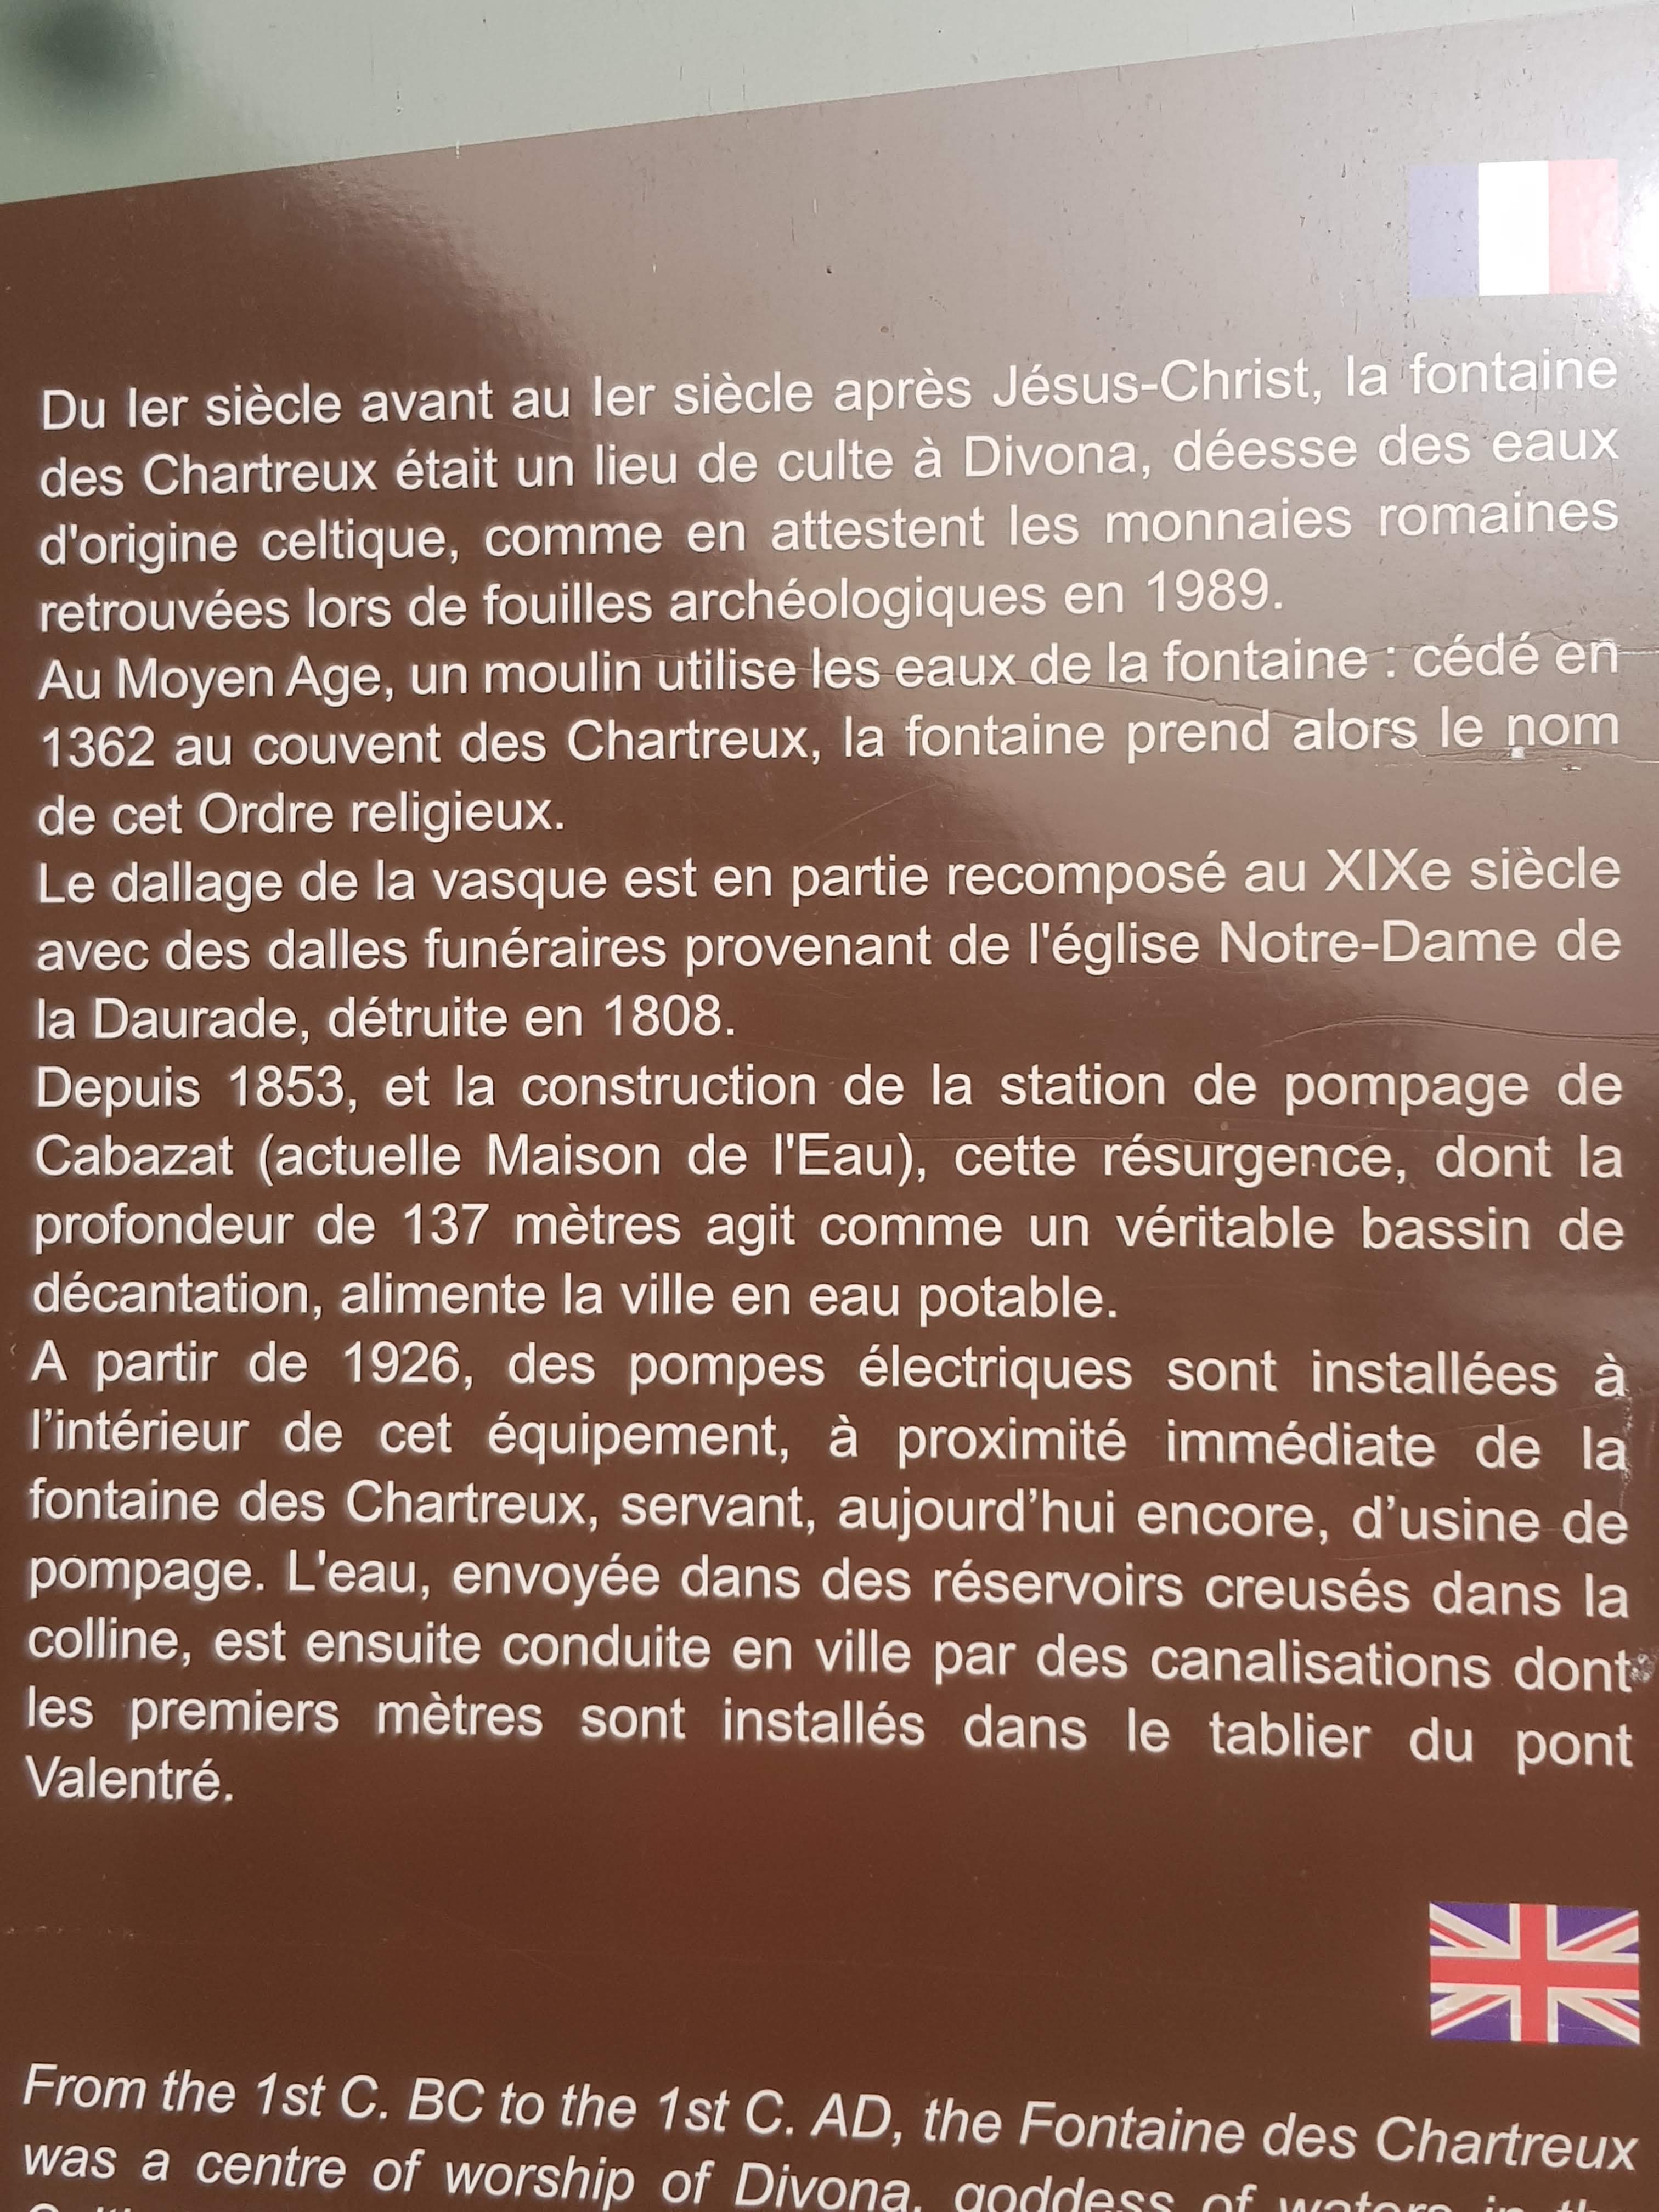 Du Ier siècle avant au Ier siècle après Jésus-Christ, la fontaine
des Chartreux était un lieu de culte à Divona, déesse des eaux
d'origine celtique, comme en attestent les monnaies romaines
retrouvées lors de fouilles archéologiques en 1989.
Au Moyen Age, un moulin utilise les eaux de la fontaine : cédé en
1362 au couvent des Chartreux, la fontaine prend alors le nom
de cet Ordre religieux.
Le dallage de la vasque est en partie recomposé au XIXe siècle
avec des dalles funéraires provenant de l'église Notre-Dame de
la Daurade, détruite en 1808.
Depuis 1853, et la construction de la station de pompage de
Cabazat (actuelle Maison de l'Eau), cette résurgence, dont la
profondeur de 137 mètres agit comme un véritable bassin de
décantation, alimente la ville en eau potable.
A partir de 1926, des pompes électriques sont installées à
l’intérieur de cet équipement, à proximité immédiate de la
fontaine des Chartreux, servant, aujourd’hui encore, d’usine de
pompage. L'eau, envoyée dans des réservoirs creusés dans la
colline, est ensuite conduite en ville par des canalisations dont
les premiers mètres sont installés dans le tablier du pont
Valentré.
From the 1st C. BC to the 1st C. AD, the Fontaine des Chartreux
was a centre of worship of Divona, goddess of waters in